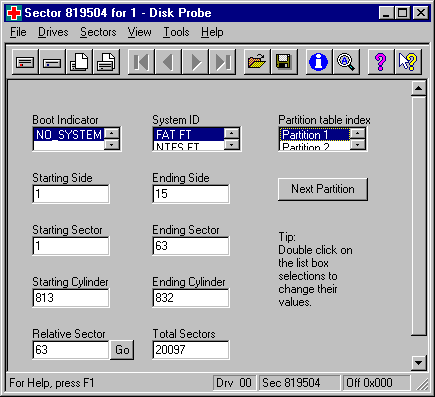 Sector 819504 for 1 - Disk Probe
File Drives Sectors View Tools Help
Boot Indicator System ID Partition table index
NO_SYSTEM FAT FT Partition 1
NTFS FT Partition 2
Starting Side Ending Side
1 15 Next Partition
Starting Sector Ending Sector
1 63
Tip:
Double click on
the list box
selections to
change their
values.
Starting Cylinder Ending Cylinder
813 832
Relative Sector Total Sectors
63 Go 20097
For Help, press F1 Drv 00 Sec 819504 Off 0x000